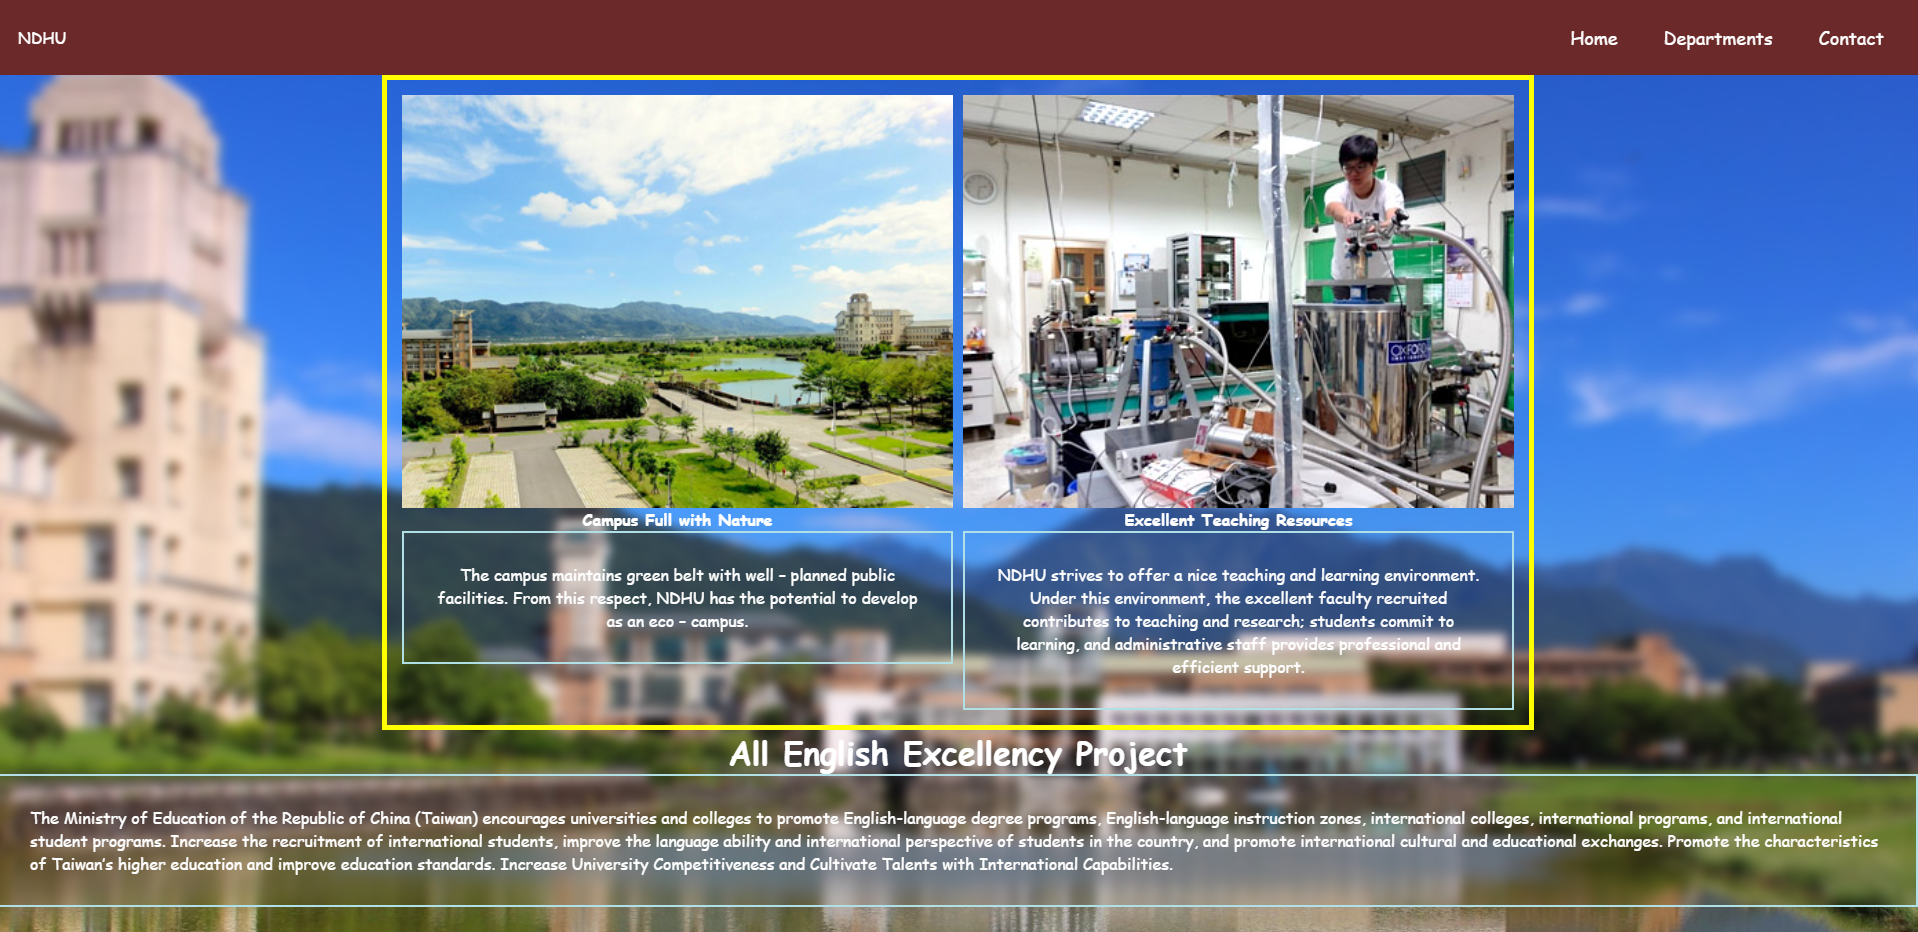 NDHU
Home Departments Contact
OXFORD
INSTRUMENTS
Campus Full with Nature
The campus maintains green belt with well - planned public
facilities. From this respect, NDHU has the potential to develop
as an eco - campus.
Excellent Teaching Resources
NDHU strives to offer a nice teaching and learning environment.
Under this environment, the excellent faculty recruited
contributes to teaching and research; students commit to
learning, and administrative staff provides professional and
efficient support.
All English Excellency Project
The Ministry of Education of the Republic of China (Taiwan) encourages universities and colleges to promote English-language degree programs, English-language instruction zones, international colleges, international programs, and international
student programs. Increase the recruitment of international students, improve the language ability and international perspective of students in the country, and promote international cultural and educational exchanges. Promote the characteristics
of Taiwan's higher education and improve education standards. Increase University Competitiveness and Cultivate Talents with International Capabilities.